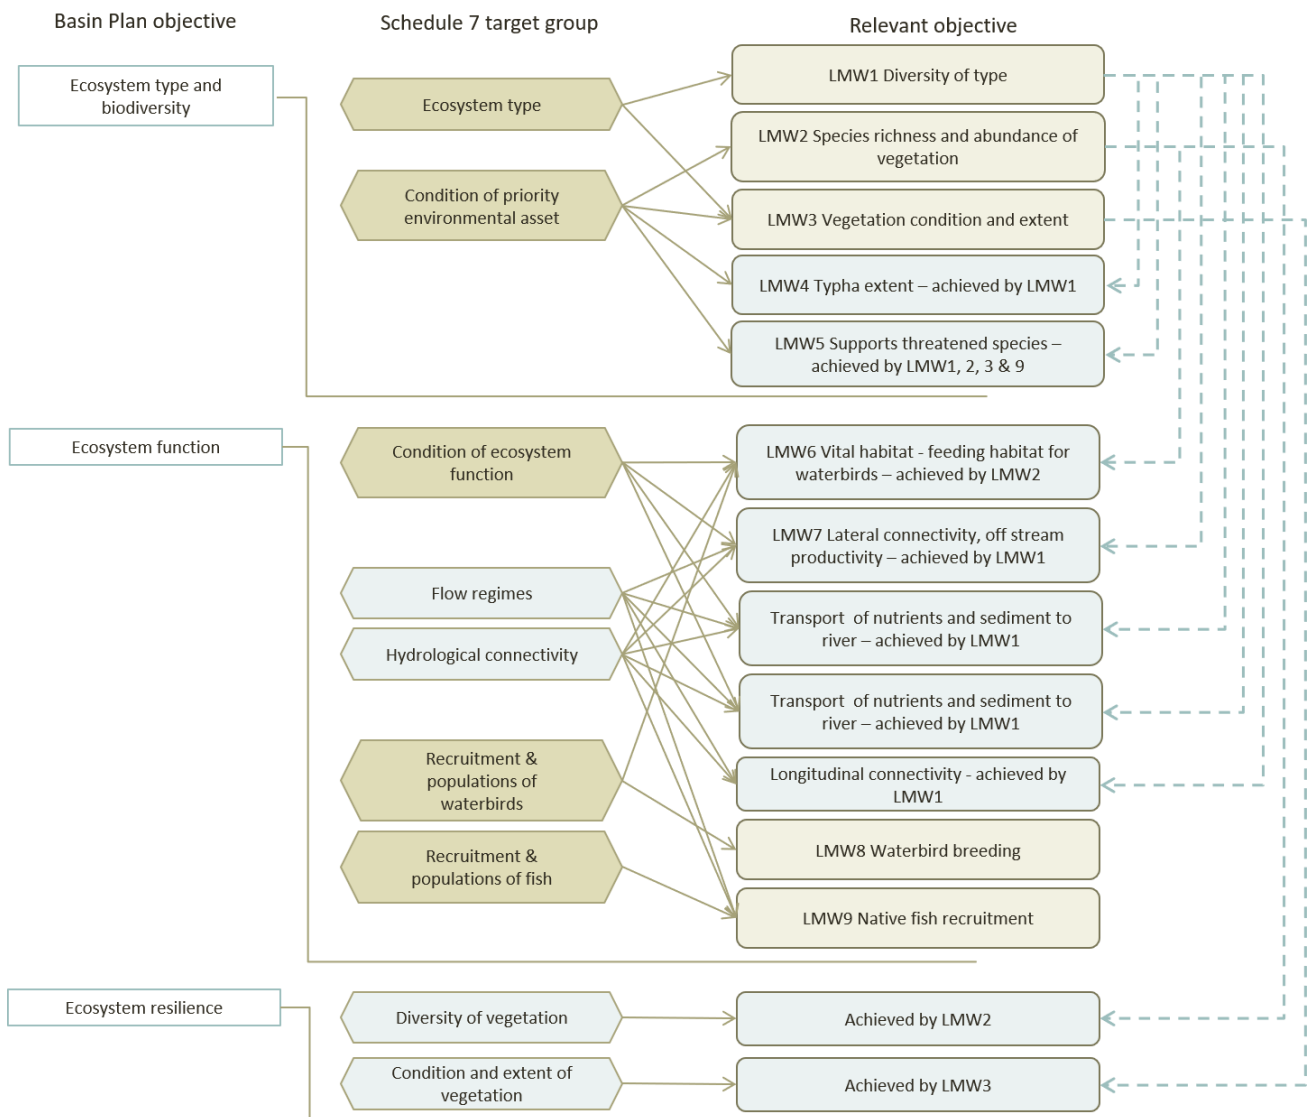 Basin Plan objective
Schedule 7 target group
Relevant objective
Ecosystem type and
biodiversity
Ecosystem type
Condition of priority
environmental asset
LMW1 Diversity of type
LMW2 Species richness and abundance of
vegetation
LMW3 Vegetation condition and extent
LMW4 Typha extent – achieved by LMW1
LMW5 Supports threatened species –
achieved by LMW1, 2, 3 & 9
Ecosystem function
Condition of ecosystem
function
Flow regimes
Hydrological connectivity
Recruitment &
populations of
waterbirds
Recruitment &
populations of fish
LMW6 Vital habitat - feeding habitat for
waterbirds – achieved by LMW2
LMW7 Lateral connectivity, off stream
productivity – achieved by LMW1
Transport of nutrients and sediment to
river – achieved by LMW1
Transport of nutrients and sediment to
river – achieved by LMW1
Longitudinal connectivity - achieved by
LMW1
LMW8 Waterbird breeding
LMW9 Native fish recruitment
Ecosystem resilience
Diversity of vegetation
Condition and extent of
vegetation
Achieved by LMW2
Achieved by LMW3